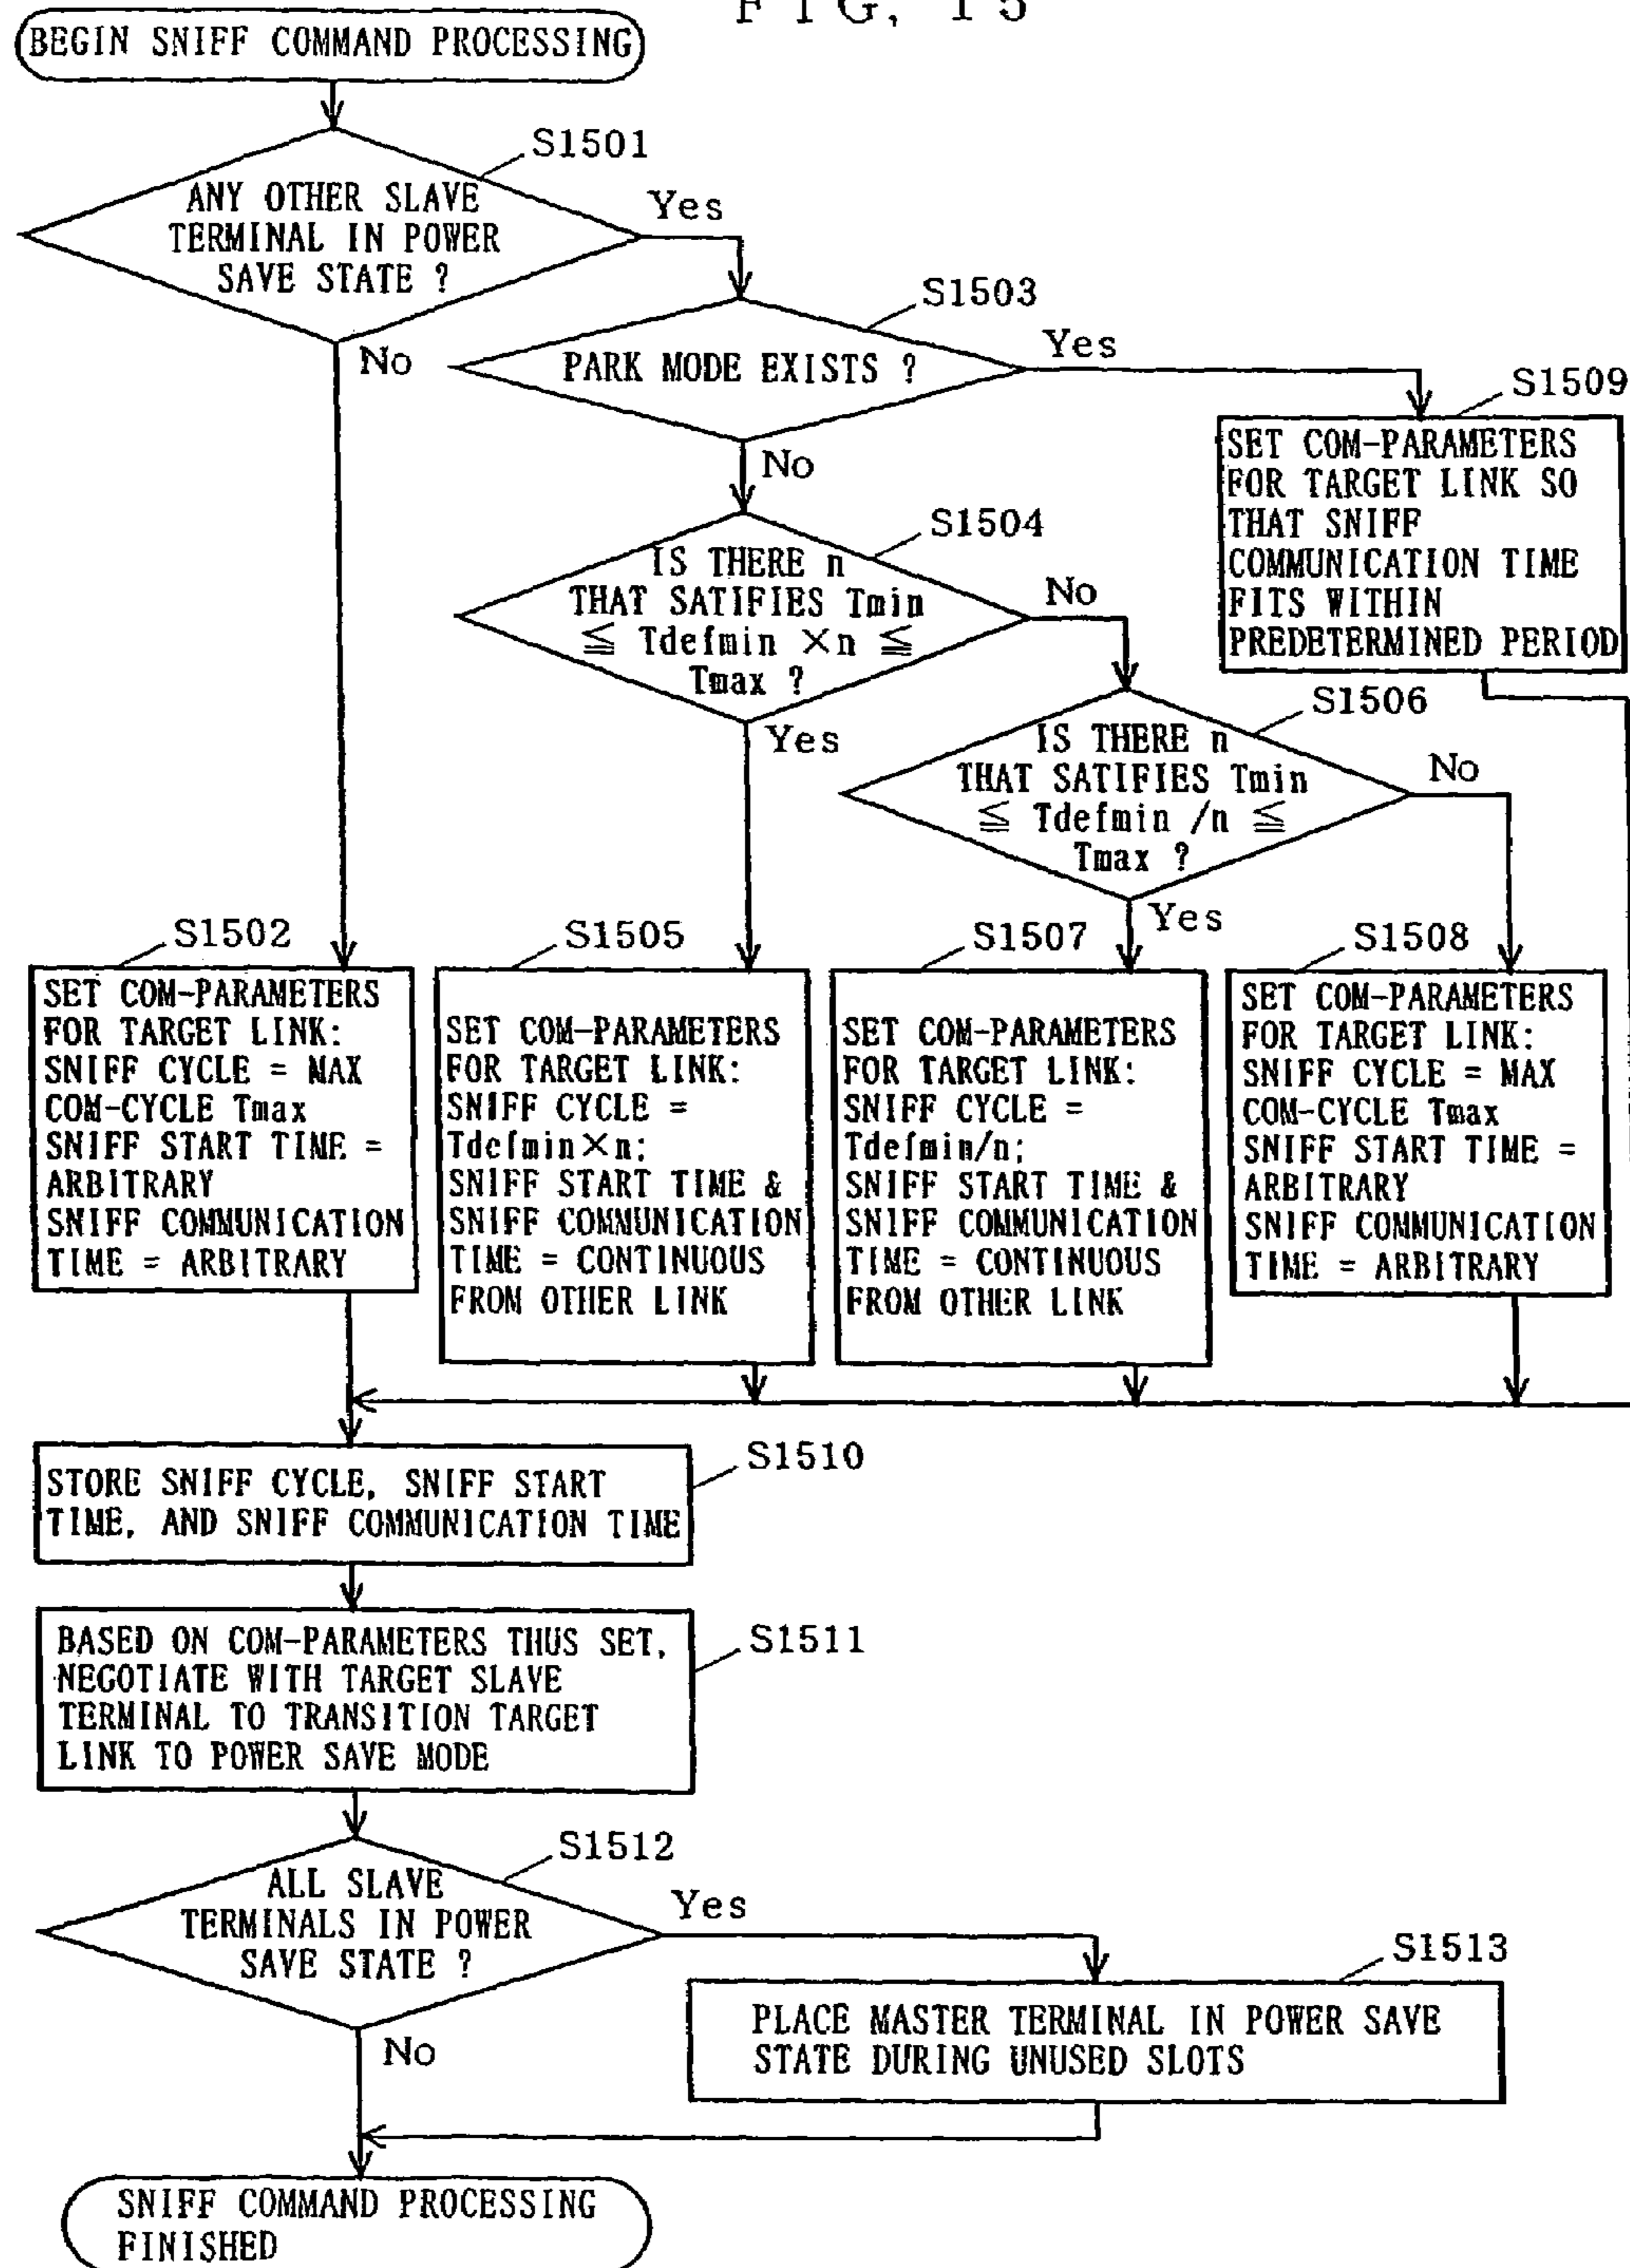 FIG. 15
BEGIN SNIFF COMMAND PROCESSING
S1501
ANY OTHER SLAVE
TERMINAL IN POWER
SAVE STATE ?
Yes
No
S1503
PARK MODE EXISTS ?
Yes
No
S1509
SET COM-PARAMETERS
FOR TARGET LINK SO
THAT SNIFF
COMMUNICATION TIME
FITS WITHIN
PREDETERMINED PERIOD
S1504
IS THERE n
THAT SATIFIES Tmin
≦ Tdefmin ×n ≦
Tmax ?
No
Yes
S1506
IS THERE n
THAT SATIFIES Tmin
≦ Tdefmin /n ≦
Tmax ?
No
Yes
S1502
SET COM-PARAMETERS
FOR TARGET LINK:
SNIFF CYCLE = MAX
COM-CYCLE Tmax
SNIFF START TIME =
ARBITRARY
SNIFF COMMUNICATION
TIME = ARBITRARY
S1505
SET COM-PARAMETERS
FOR TARGET LINK:
SNIFF CYCLE =
Tdefmin×n;
SNIFF START TIME &
SNIFF COMMUNICATION
TIME = CONTINUOUS
FROM OTHER LINK
S1507
SET COM-PARAMETERS
FOR TARGET LINK:
SNIFF CYCLE =
Tdefmin/n;
SNIFF START TIME &
SNIFF COMMUNICATION
TIME = CONTINUOUS
FROM OTHER LINK
S1508
SET COM-PARAMETERS
FOR TARGET LINK:
SNIFF CYCLE = MAX
COM-CYCLE Tmax
SNIFF START TIME =
ARBITRARY
SNIFF COMMUNICATION
TIME = ARBITRARY
S1510
STORE SNIFF CYCLE, SNIFF START
TIME, AND SNIFF COMMUNICATION TIME
S1511
BASED ON COM-PARAMETERS THUS SET,
NEGOTIATE WITH TARGET SLAVE
TERMINAL TO TRANSITION TARGET
LINK TO POWER SAVE MODE
S1512
ALL SLAVE
TERMINALS IN POWER
SAVE STATE ?
Yes
No
S1513
PLACE MASTER TERMINAL IN POWER SAVE
STATE DURING UNUSED SLOTS
SNIFF COMMAND PROCESSING
FINISHED